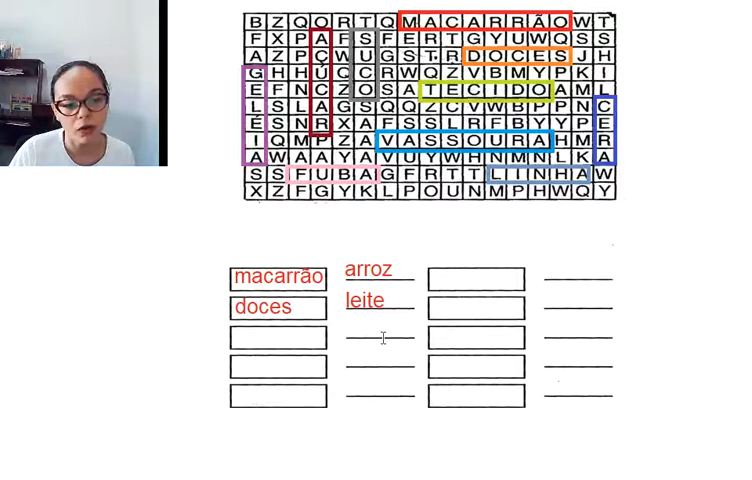 B Z Q O R T Q M A C A R R Ã O W T
F X P A F S F E R T G Y U W Q S S
A Z P Ç W U G S T R D O C E S J H
G H H Ú Q C R W Q Z V B M Y P K I
E F N C Z O S A T E C I D O A M L
L S L A G S Q Q Z C V W S P P N C
É S N R X A F S S L R F B Y Y P E
I Q M P Z A V A S S O U R A H M R
A W A A Y A V U Y W H N M N L K A
S S F U B A G F R T T L I N H A W
X Z F G Y K L P O U N M P H W Q Y
macarrão arroz
doces leite